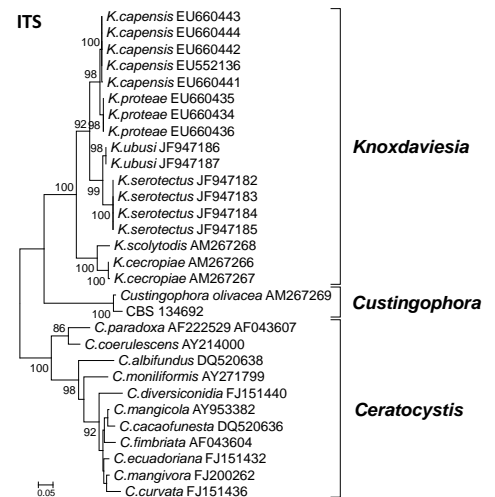 ITS
K.capensis EU660443
K.capensis EU660444
100
K.capensis EU660442
K.capensis EU552136
98
K.capensis EU660441
K.proteae EU660435
K.proteae EU660434
92 98
K.proteae EU660436
98
K.ubusi JF947186
Knoxdaviesia
K.ubusi JF947187
K.serotectus JF947182
99
100
K.serotectus JF947183
K.serotectus JF947184
100
K.serotectus JF947185
K.scolytodis AM267268
100
K.cecropiae AM267266
100
K.cecropiae AM267267
Custingophora olivacea AM267269
Custingophora
100
CBS 134692
86
C.paradoxa AF222529 AF043607
C.coerulescens AY214000
100
C.albifundus DQ520638
C.moniliformis AY271799
98
C.diversiconidia FJ151440
C.mangicola AY953382
Ceratocystis
C.cacaofunesta DQ520636
92
C.fimbriata AF043604
C.ecuadoriana FJ151432
C.mangivora FJ200262
C.curvata FJ151436
0.05